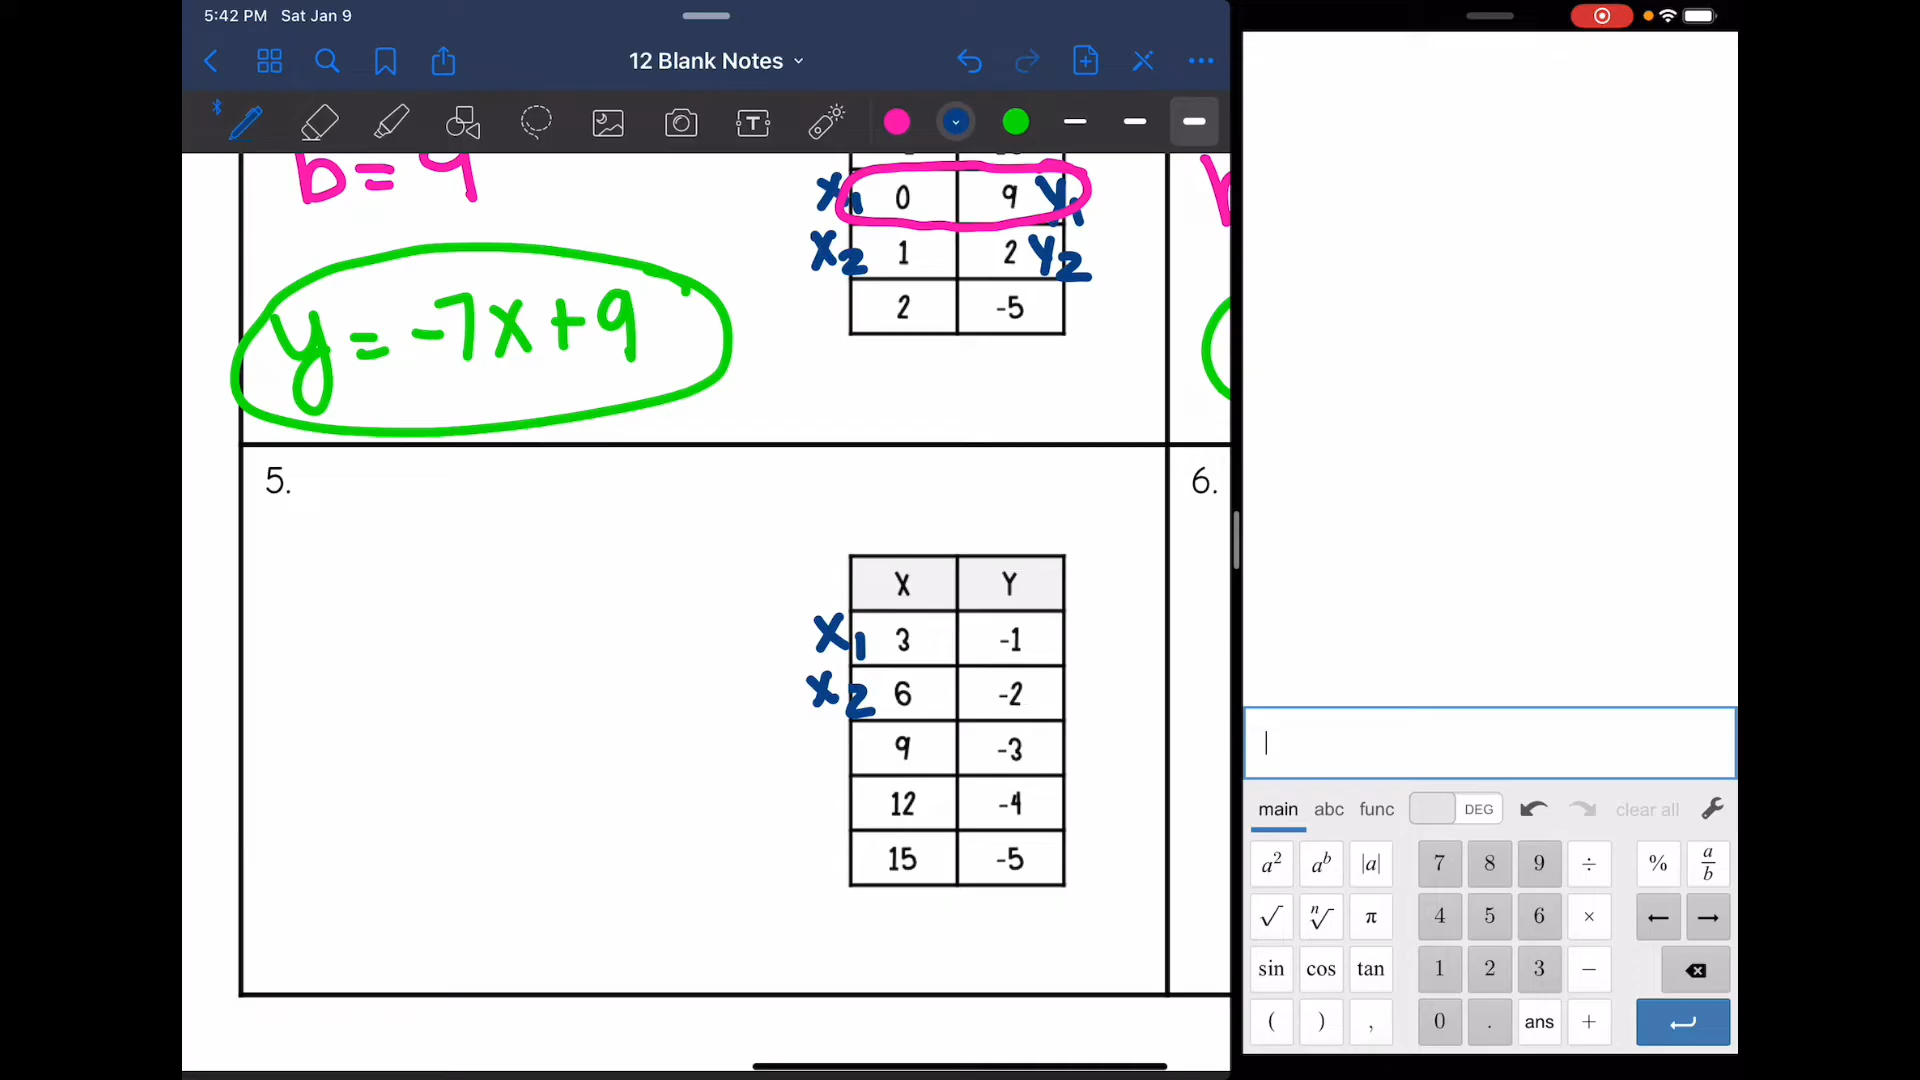 5:42 PM Sat Jan 9
12 Blank Notes
T
b = 9
x1 0 9 y1
x2 1 2 y2
2 -5
y = -7x+9
5.
6.
X Y
x1 3 -1
x2 6 -2
9 -3
12 -4
15 -5
main abc func DEG clear all
a² aᵇ |a| 7 8 9 ÷ % a/b
√ ⁿ√ π 4 5 6 × ← →
sin cos tan 1 2 3 −
( ) , 0 . ans +